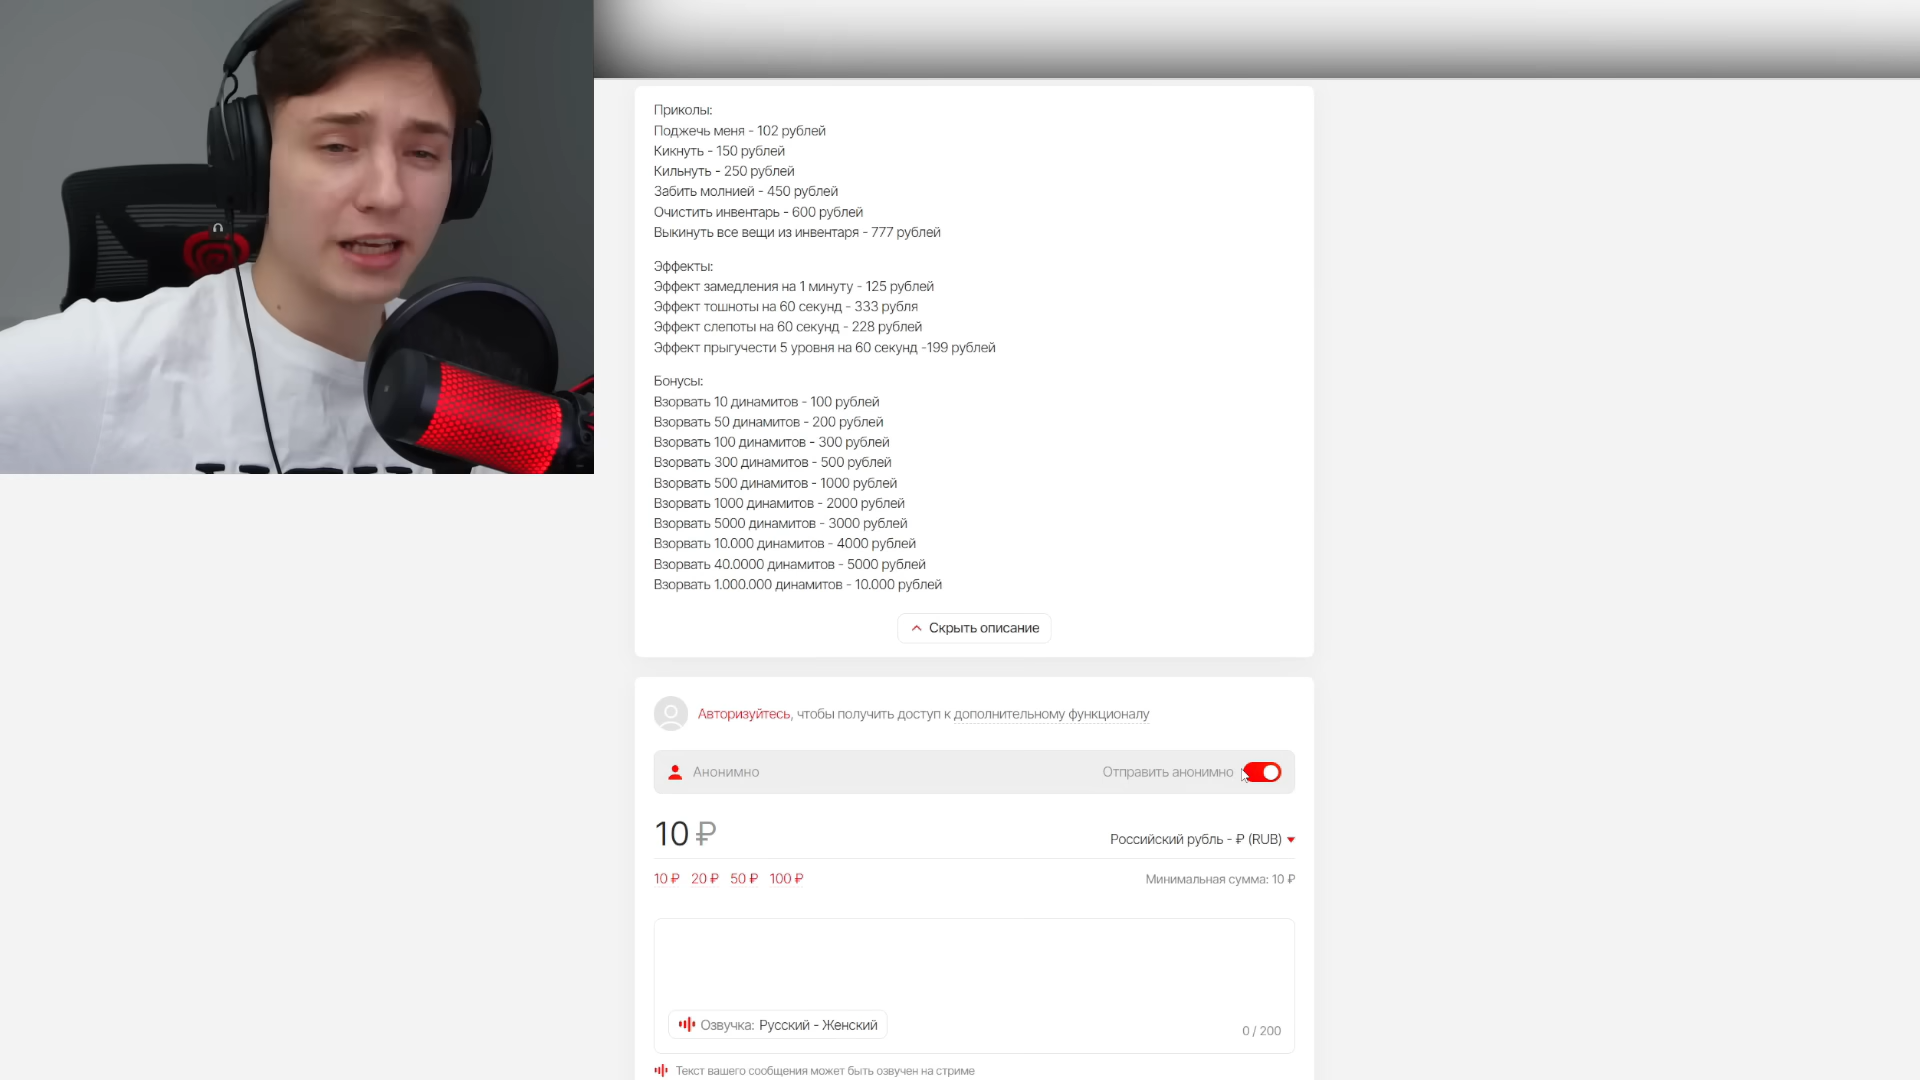 Приколы:
Поджечь меня - 102 рублей
Кикнуть - 150 рублей
Кильнуть - 250 рублей
Забить молнией - 450 рублей
Очистить инвентарь - 600 рублей
Выкинуть все вещи из инвентаря - 777 рублей
Эффекты:
Эффект замедления на 1 минуту - 125 рублей
Эффект тошноты на 60 секунд - 333 рубля
Эффект слепоты на 60 секунд - 228 рублей
Эффект прыгучести 5 уровня на 60 секунд -199 рублей
Бонусы:
Взорвать 10 динамитов - 100 рублей
Взорвать 50 динамитов - 200 рублей
Взорвать 100 динамитов - 300 рублей
Взорвать 300 динамитов - 500 рублей
Взорвать 500 динамитов - 1000 рублей
Взорвать 1000 динамитов - 2000 рублей
Взорвать 5000 динамитов - 3000 рублей
Взорвать 10.000 динамитов - 4000 рублей
Взорвать 40.0000 динамитов - 5000 рублей
Взорвать 1.000.000 динамитов - 10.000 рублей
Скрыть описание
Авторизуйтесь, чтобы получить доступ к дополнительному функционалу
Анонимно Отправить анонимно
10 ₽ Российский рубль - ₽ (RUB)
10 ₽ 20 ₽ 50 ₽ 100 ₽ Минимальная сумма: 10 ₽
Озвучка: Русский - Женский 0 / 200
Текст вашего сообщения может быть озвучен на стриме